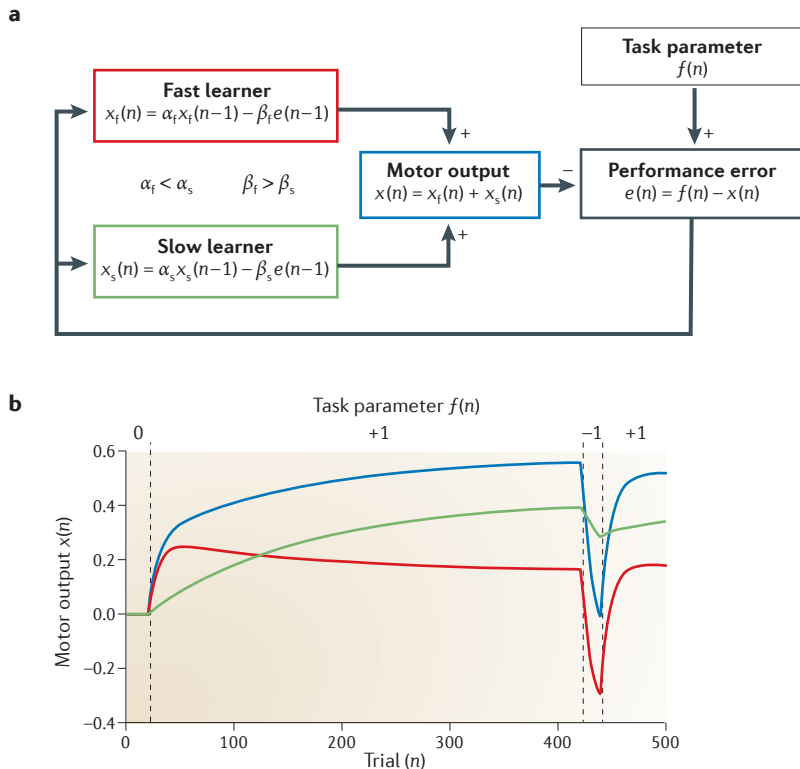 a
Task parameter
f(n)
Fast learner
x_f(n) = α_f x_f(n−1) − β_f e(n−1)
+
+
α_f < α_s β_f > β_s
Motor output
x(n) = x_f(n) + x_s(n)
−
Performance error
e(n) = f(n) − x(n)
+
Slow learner
x_s(n) = α_s x_s(n−1) − β_s e(n−1)
b
Task parameter f(n)
0 +1 −1 +1
Motor output x(n)
0.6
0.4
0.2
0.0
−0.2
−0.4
0 100 200 300 400 500
Trial (n)